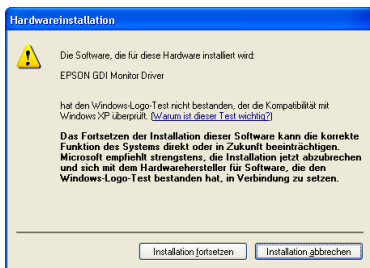 Hardwareinstallation
Die Software, die für diese Hardware installiert wird:
EPSON GDI Monitor Driver
hat den Windows-Logo-Test nicht bestanden, der die Kompatibilität mit
Windows XP überprüft. (Warum ist dieser Test wichtig?)
Das Fortsetzen der Installation dieser Software kann die korrekte
Funktion des Systems direkt oder in Zukunft beeinträchtigen.
Microsoft empfiehlt strengstens, die Installation jetzt abzubrechen
und sich mit dem Hardwarehersteller für Software, die den
Windows-Logo-Test bestanden hat, in Verbindung zu setzen.
Installation fortsetzen
Installation abbrechen